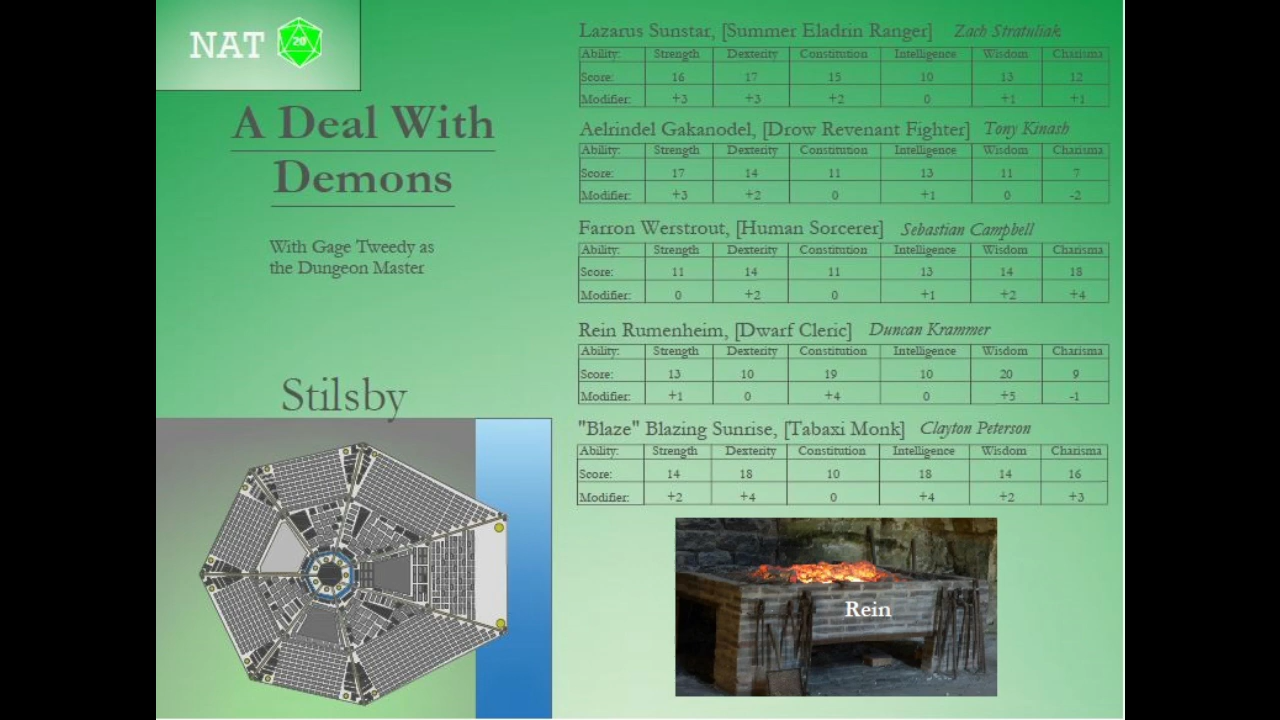 NAT 20
A Deal With
Demons
With Gage Tweedy as
the Dungeon Master
Stilsby
Lazarus Sunstar, [Summer Eladrin Ranger] Zach Stratuliak
Ability: Strength Dexterity Constitution Intelligence Wisdom Charisma
Score: 16 17 15 10 13 12
Modifier: +3 +3 +2 0 +1 +1
Aelrindel Gakanodel, [Drow Revenant Fighter] Tony Kinash
Ability: Strength Dexterity Constitution Intelligence Wisdom Charisma
Score: 17 14 11 13 11 7
Modifier: +3 +2 0 +1 0 -2
Farron Werstrout, [Human Sorcerer] Sebastian Campbell
Ability: Strength Dexterity Constitution Intelligence Wisdom Charisma
Score: 11 14 11 13 14 18
Modifier: 0 +2 0 +1 +2 +4
Rein Rumenheim, [Dwarf Cleric] Duncan Krammer
Ability: Strength Dexterity Constitution Intelligence Wisdom Charisma
Score: 13 10 19 10 20 9
Modifier: +1 0 +4 0 +5 -1
"Blaze" Blazing Sunrise, [Tabaxi Monk] Clayton Peterson
Ability: Strength Dexterity Constitution Intelligence Wisdom Charisma
Score: 14 18 10 18 14 16
Modifier: +2 +4 0 +4 +2 +3
Rein